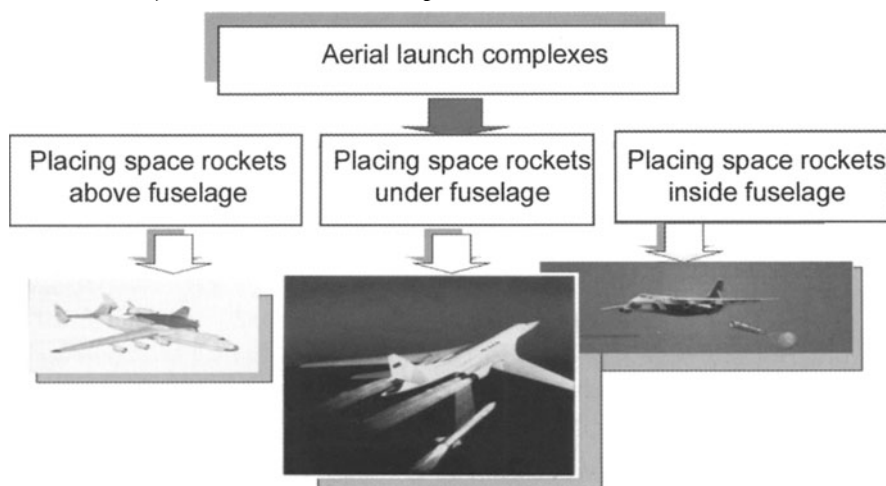 Aerial launch complexes
Placing space rockets
above fuselage
Placing space rockets
under fuselage
Placing space rockets
inside fuselage